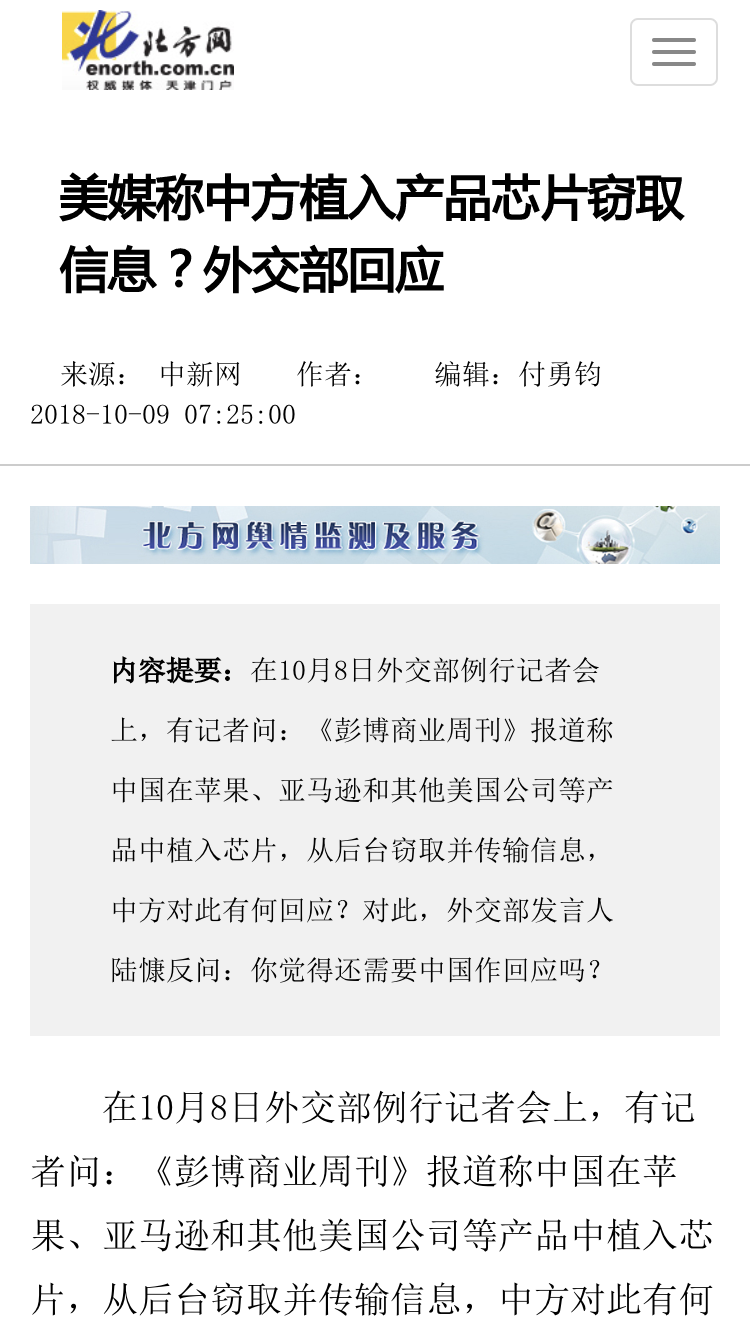 北方网
enorth.com.cn
权威媒体 天津门户
美媒称中方植入产品芯片窃取
信息？外交部回应
来源： 中新网 作者： 编辑：付勇钧
2018-10-09 07:25:00
北方网舆情监测及服务
内容提要：在10月8日外交部例行记者会
上，有记者问：《彭博商业周刊》报道称
中国在苹果、亚马逊和其他美国公司等产
品中植入芯片，从后台窃取并传输信息，
中方对此有何回应？对此，外交部发言人
陆慷反问：你觉得还需要中国作回应吗？
在10月8日外交部例行记者会上，有记
者问：《彭博商业周刊》报道称中国在苹
果、亚马逊和其他美国公司等产品中植入芯
片，从后台窃取并传输信息，中方对此有何